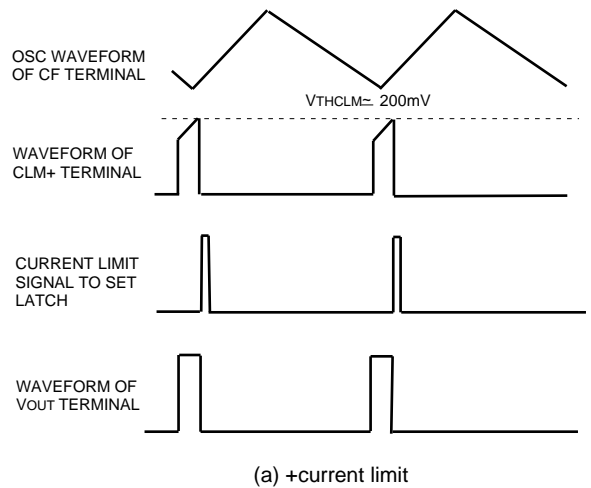 OSC WAVEFORM
OF CF TERMINAL
VTHCLM≃ 200mV
WAVEFORM OF
CLM+ TERMINAL
CURRENT LIMIT
SIGNAL TO SET
LATCH
WAVEFORM OF
VOUT TERMINAL
(a) +current limit